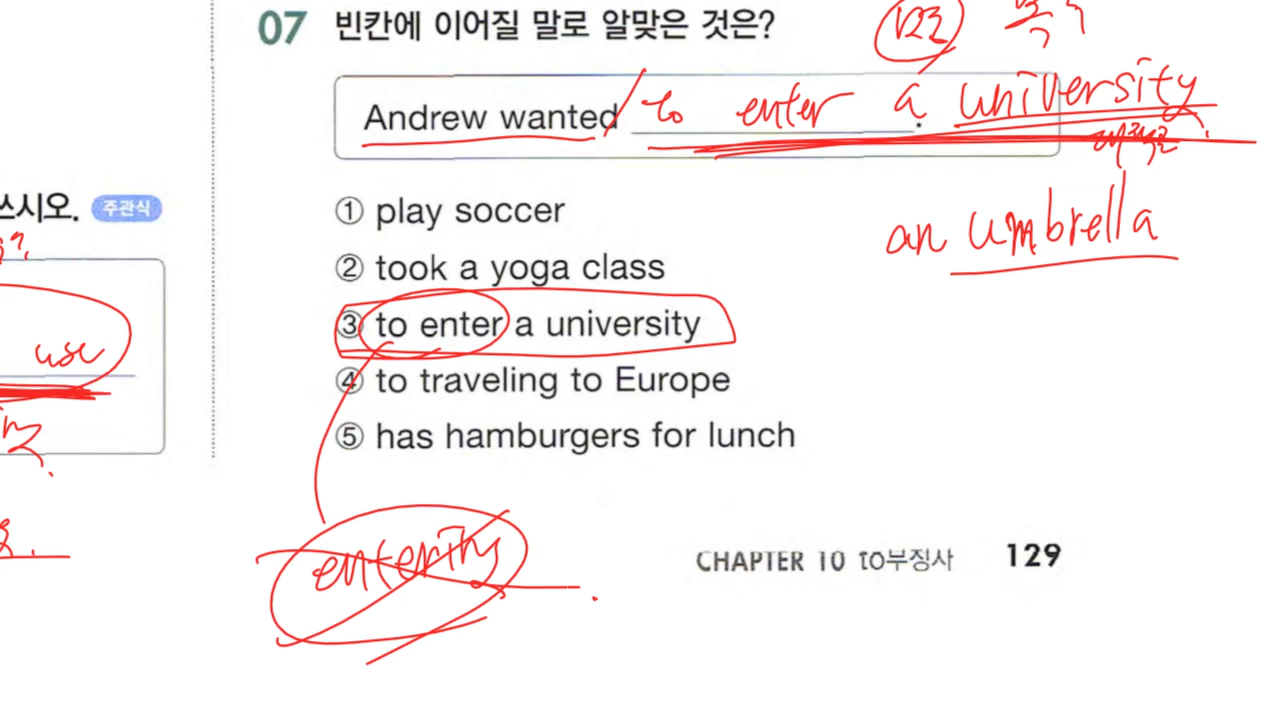 07 빈칸에 이어질 말로 알맞은 것은?
Andrew wanted to enter a university.
① play soccer
② took a yoga class
③ to enter a university
④ to traveling to Europe
⑤ has hamburgers for lunch
an umbrella
entering
쓰시오. 주관식
use
CHAPTER 10 to부정사 129